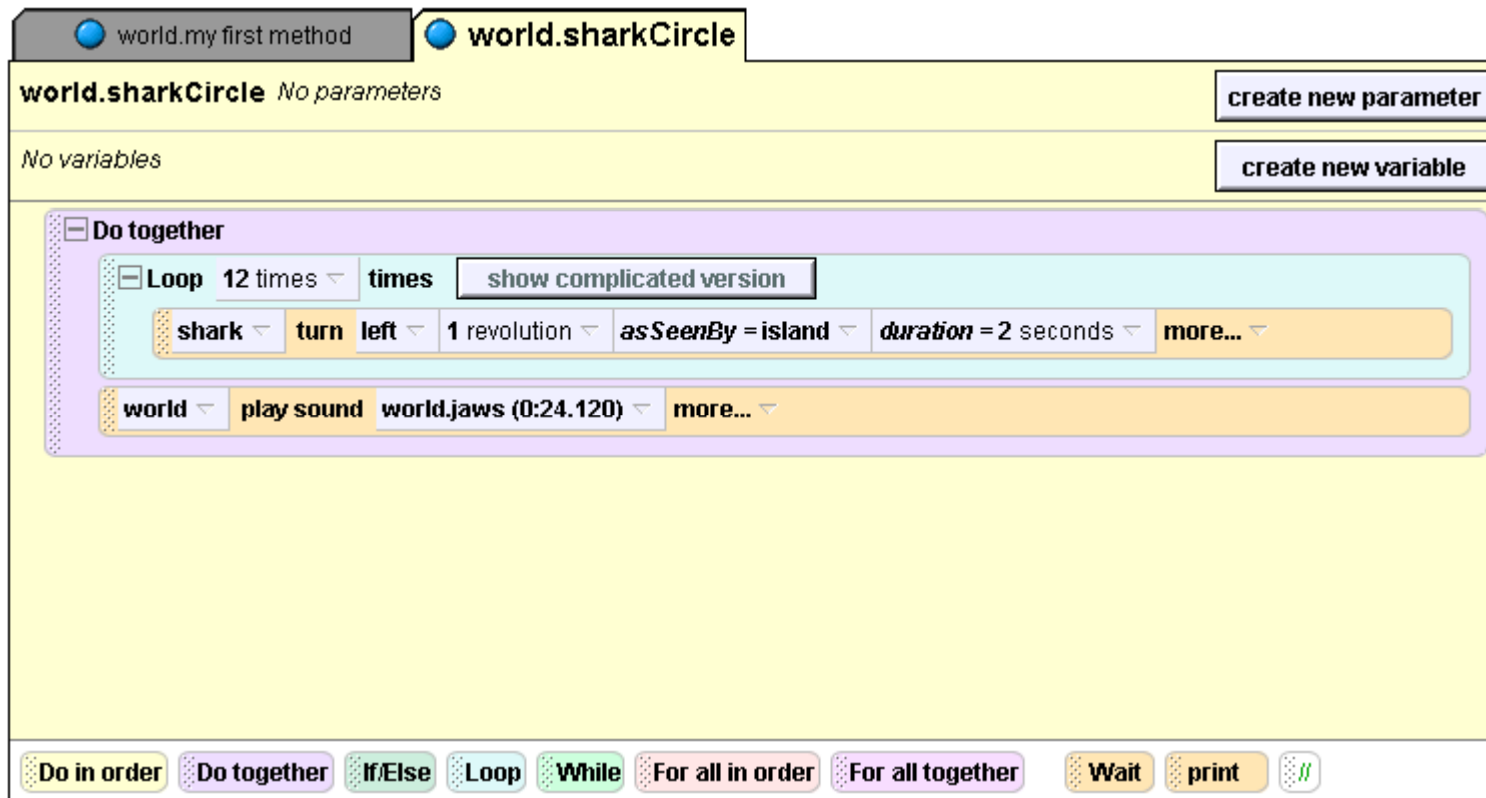 world.my first method world.sharkCircle
world.sharkCircle No parameters create new parameter
No variables create new variable
Do together
Loop 12 times times show complicated version
shark turn left 1 revolution asSeenBy = island duration = 2 seconds more...
world play sound world.jaws (0:24.120) more...
Do in order Do together If/Else Loop While For all in order For all together Wait print //